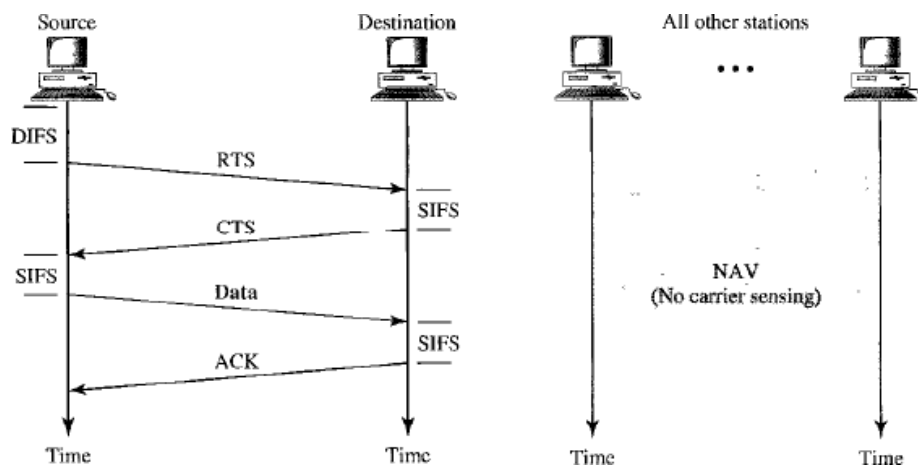 Source
Destination
All other stations
DIFS
RTS
SIFS
CTS
SIFS
Data
NAV
(No carrier sensing)
SIFS
ACK
Time
Time
Time
Time